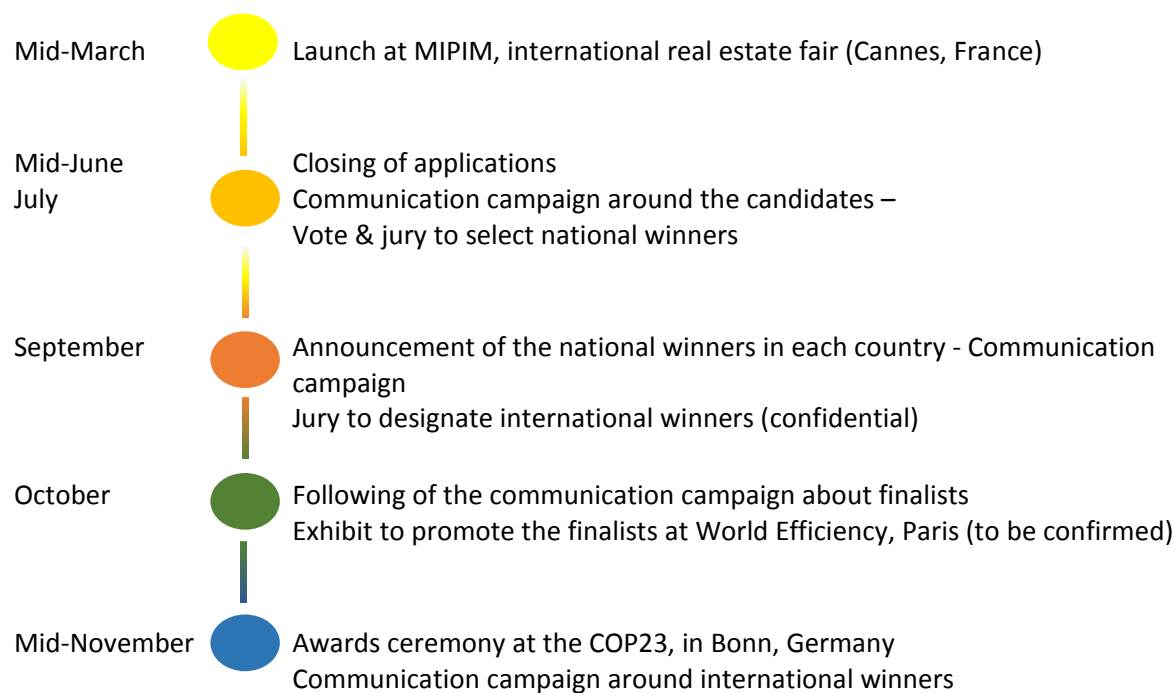 Mid-March
Launch at MIPIM, international real estate fair (Cannes, France)
Mid-June
Closing of applications
July
Communication campaign around the candidates –
Vote & jury to select national winners
September
Announcement of the national winners in each country - Communication
campaign
Jury to designate international winners (confidential)
October
Following of the communication campaign about finalists
Exhibit to promote the finalists at World Efficiency, Paris (to be confirmed)
Mid-November
Awards ceremony at the COP23, in Bonn, Germany
Communication campaign around international winners